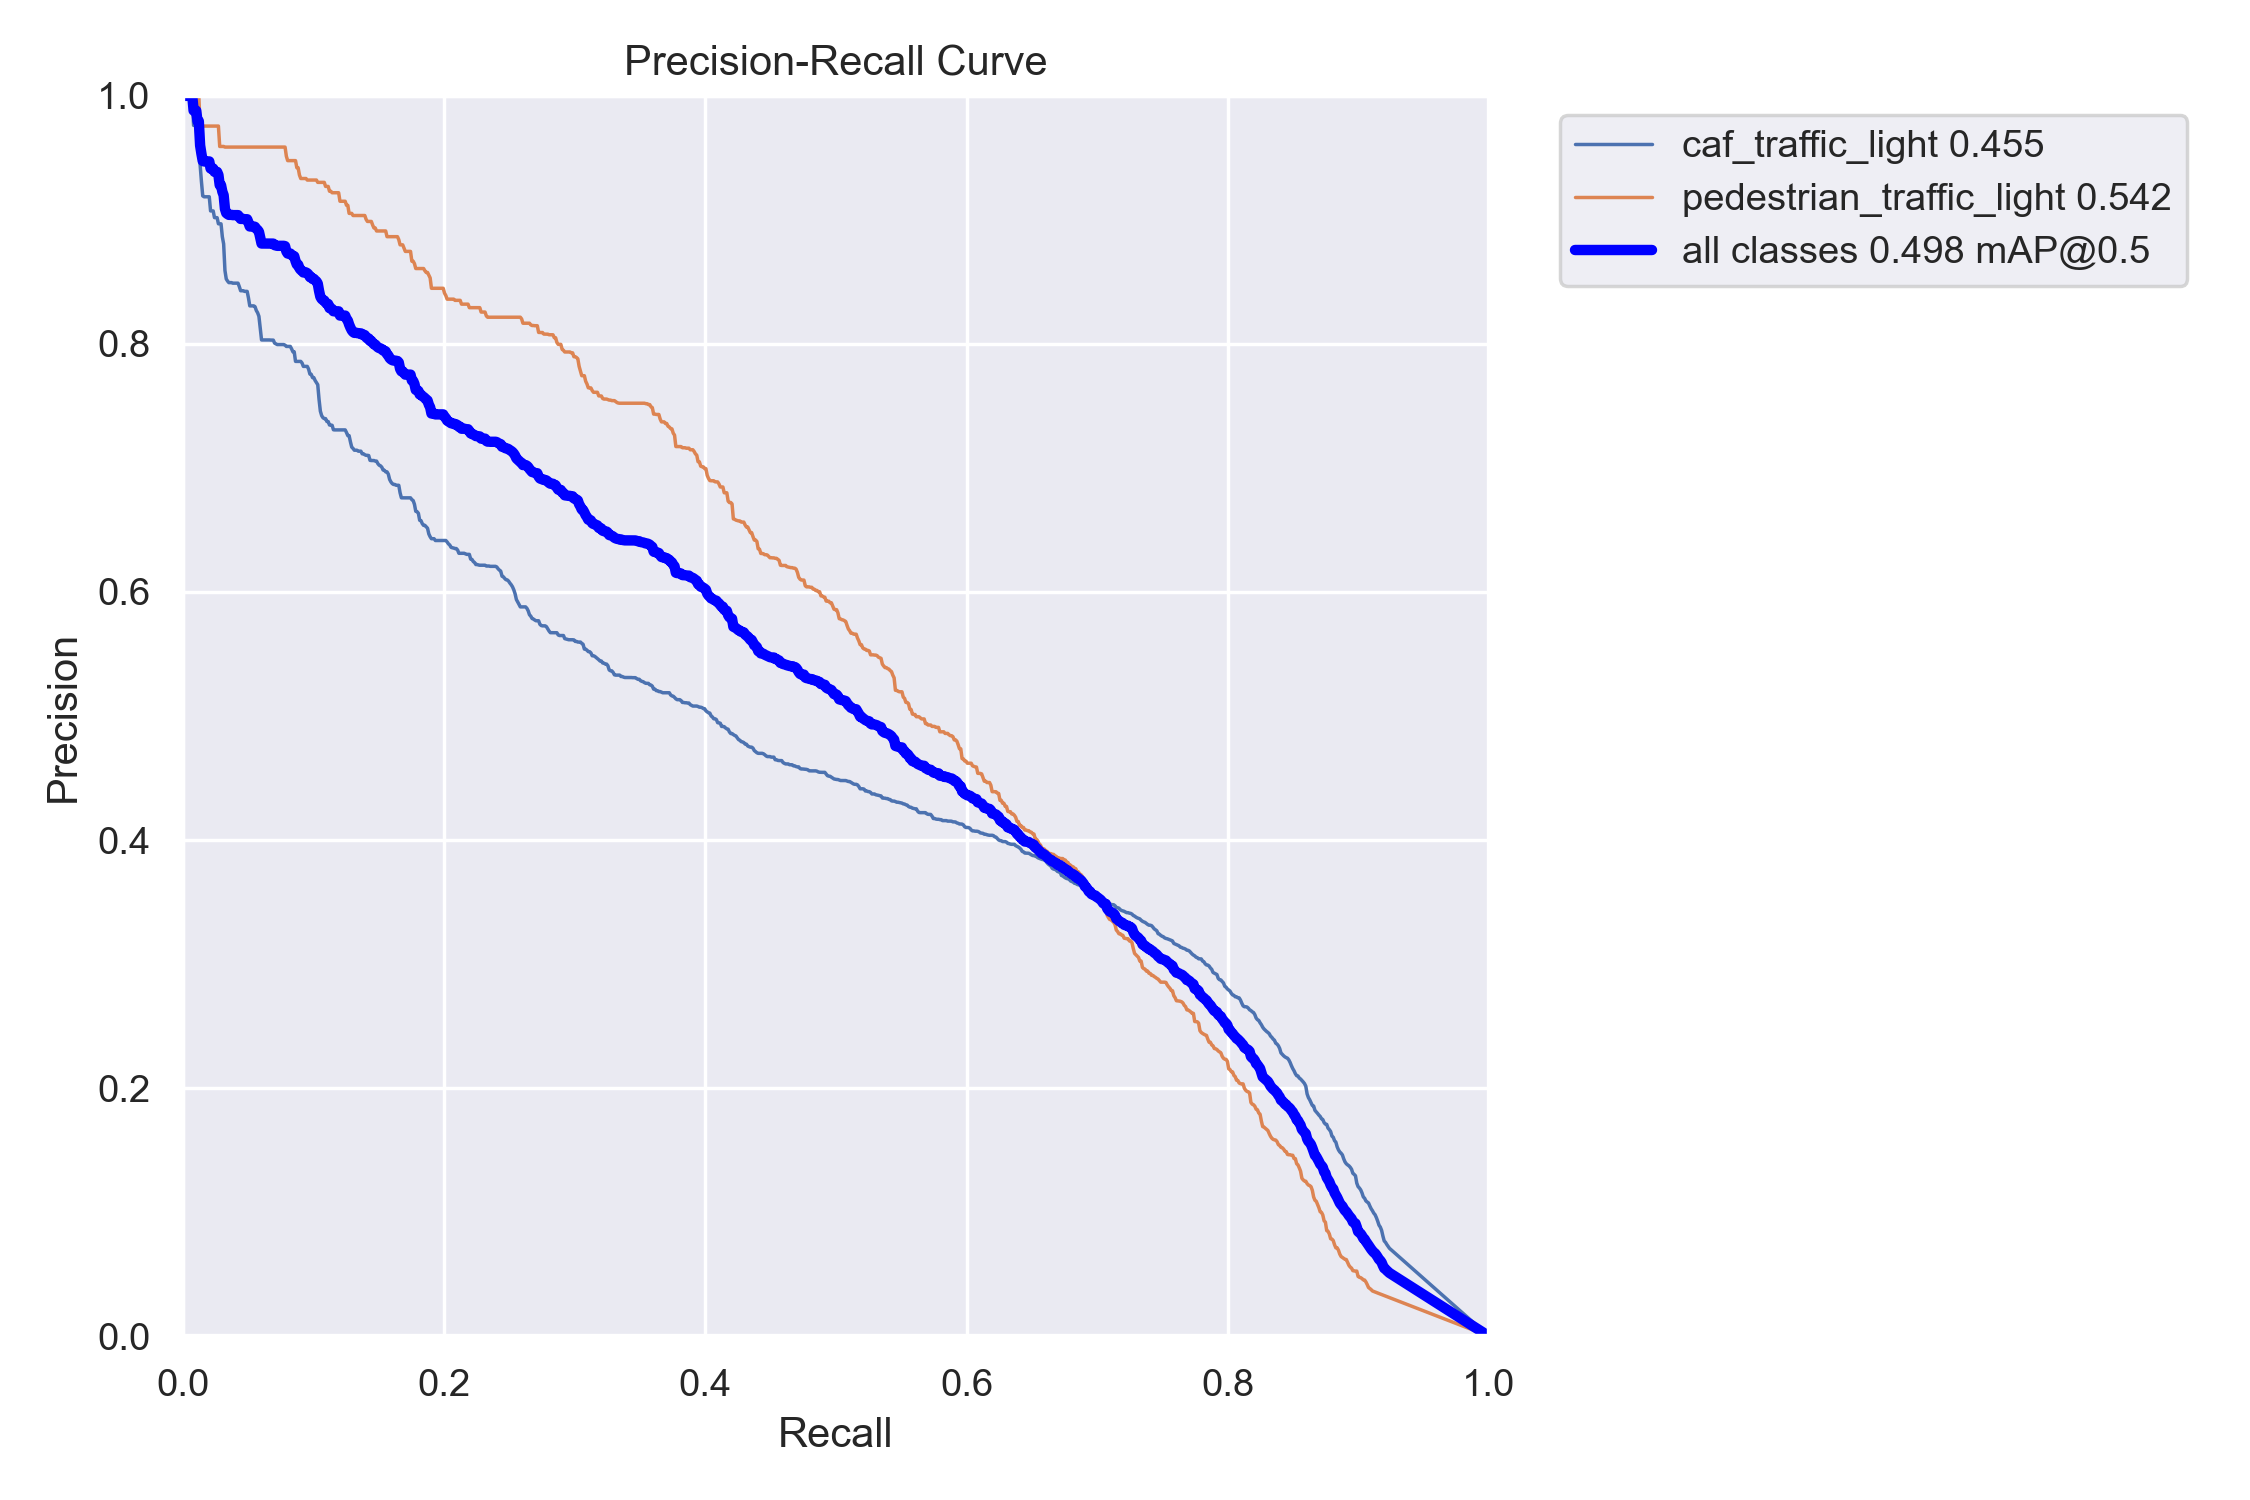 Precision-Recall Curve
1.0
0.8
0.6
0.4
0.2
0.0
Precision
0.0 0.2 0.4 0.6 0.8 1.0
Recall
caf_traffic_light 0.455
pedestrian_traffic_light 0.542
all classes 0.498 mAP@0.5